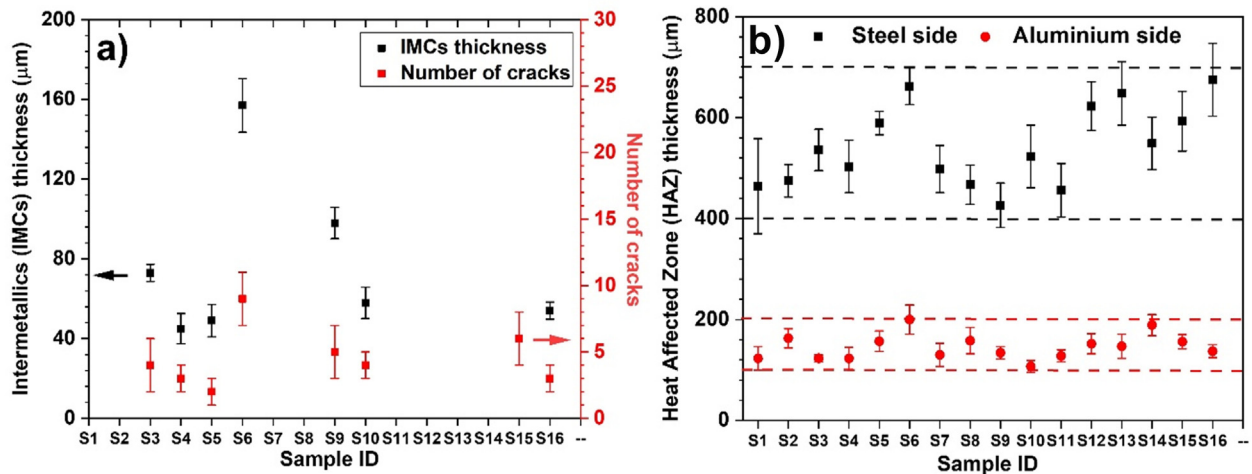 a)
IMCs thickness
Number of cracks
Intermetallics (IMCs) thickness (μm)
200
160
120
80
40
0
30
25
20
15
10
5
0
Number of cracks
S1 S2 S3 S4 S5 S6 S7 S8 S9 S10 S11 S12 S13 S14 S15 S16 --
Sample ID
b)
Steel side Aluminium side
Heat Affected Zone (HAZ) thickness (μm)
800
600
400
200
0
S1 S2 S3 S4 S5 S6 S7 S8 S9 S10 S11 S12 S13 S14 S15 S16 --
Sample ID